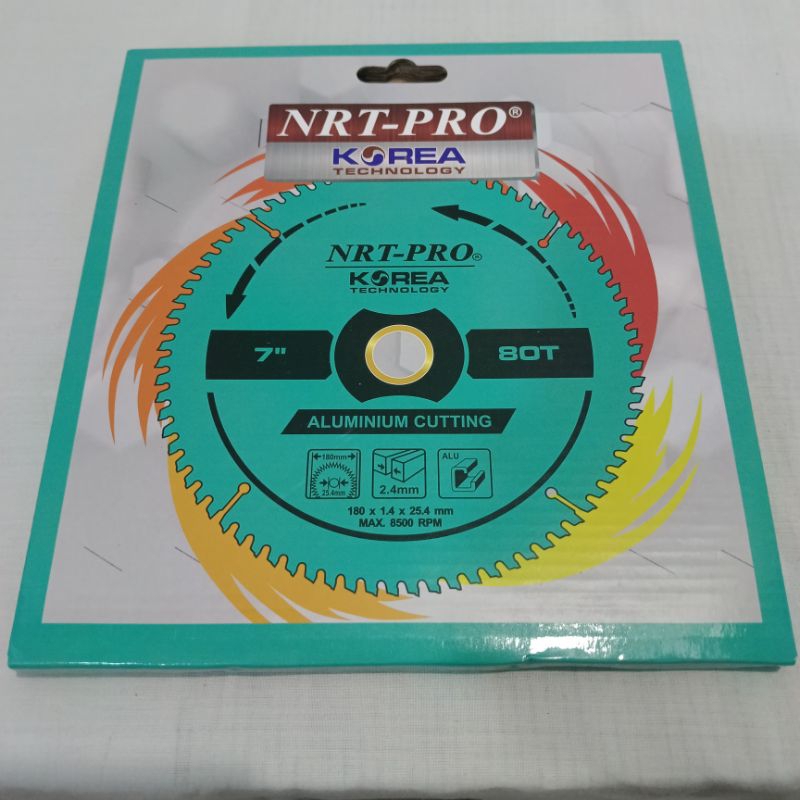 NRT-PRO®
KOREA
TECHNOLOGY
NRT-PRO®
KOREA
TECHNOLOGY
7" 80T
ALUMINIUM CUTTING
180mm
25.4mm
2.4mm
ALU
180 x 1.4 x 25.4 mm
MAX. 8500 RPM